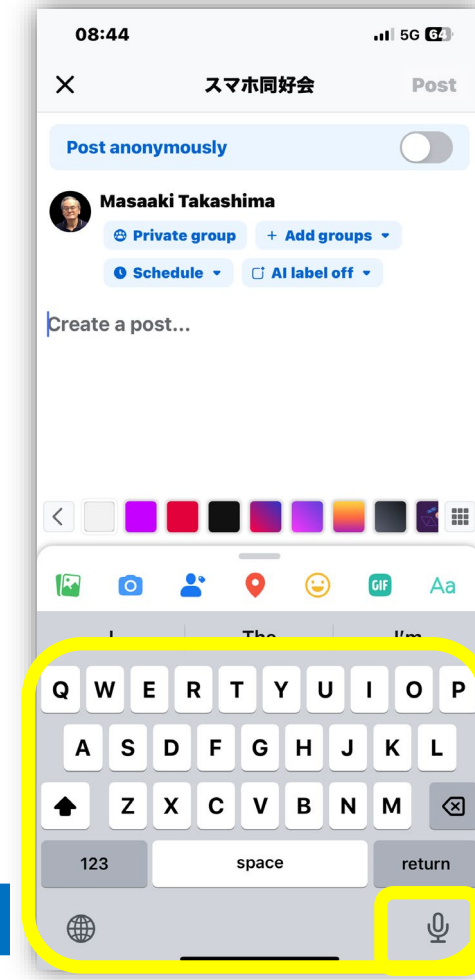 08:44 5G 64
スマホ同好会 Post
Post anonymously
Masaaki Takashima
Private group + Add groups
Schedule AI label off
Create a post...
GIF Aa
I The I'm
Q W E R T Y U I O P
A S D F G H J K L
Z X C V B N M
123 space return